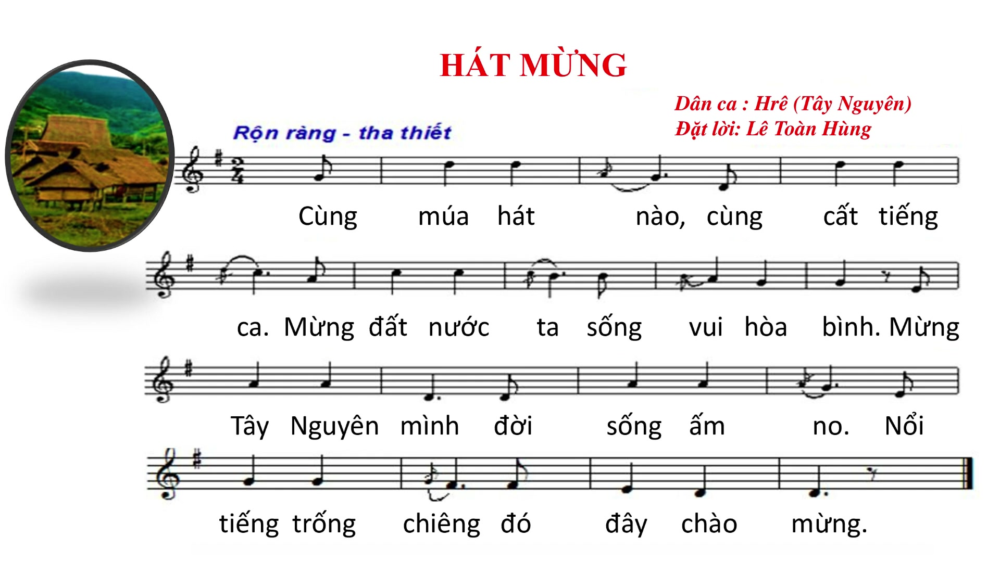 HÁT MỪNG
Dân ca : Hrê (Tây Nguyên)
Đặt lời: Lê Toàn Hùng
Rộn ràng - tha thiết
2
4
Cùng múa hát nào, cùng cất tiếng
ca. Mừng đất nước ta sống vui hòa bình. Mừng
Tây Nguyên mình đời sống ấm no. Nổi
tiếng trống chiêng đó đây chào mừng.